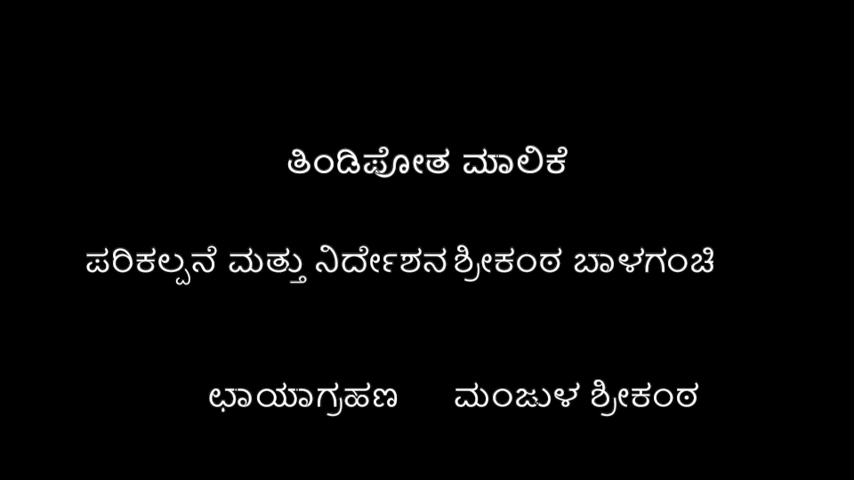 ತಿಂಡಿಪೋತ ಮಾಲಿಕೆ
ಪರಿಕಲ್ಪನೆ ಮತ್ತು ನಿರ್ದೇಶನ ಶ್ರೀಕಂಠ ಬಾಳಗಂಚಿ
ಛಾಯಾಗ್ರಹಣ ಮಂಜುಳ ಶ್ರೀಕಂಠ